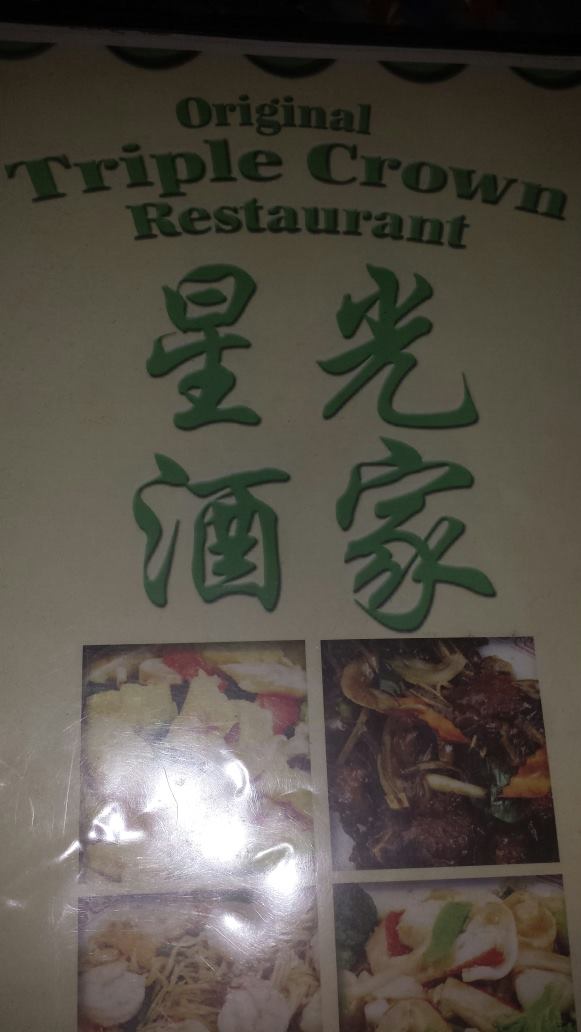 Original
Triple Crown
Restaurant
星光
酒家